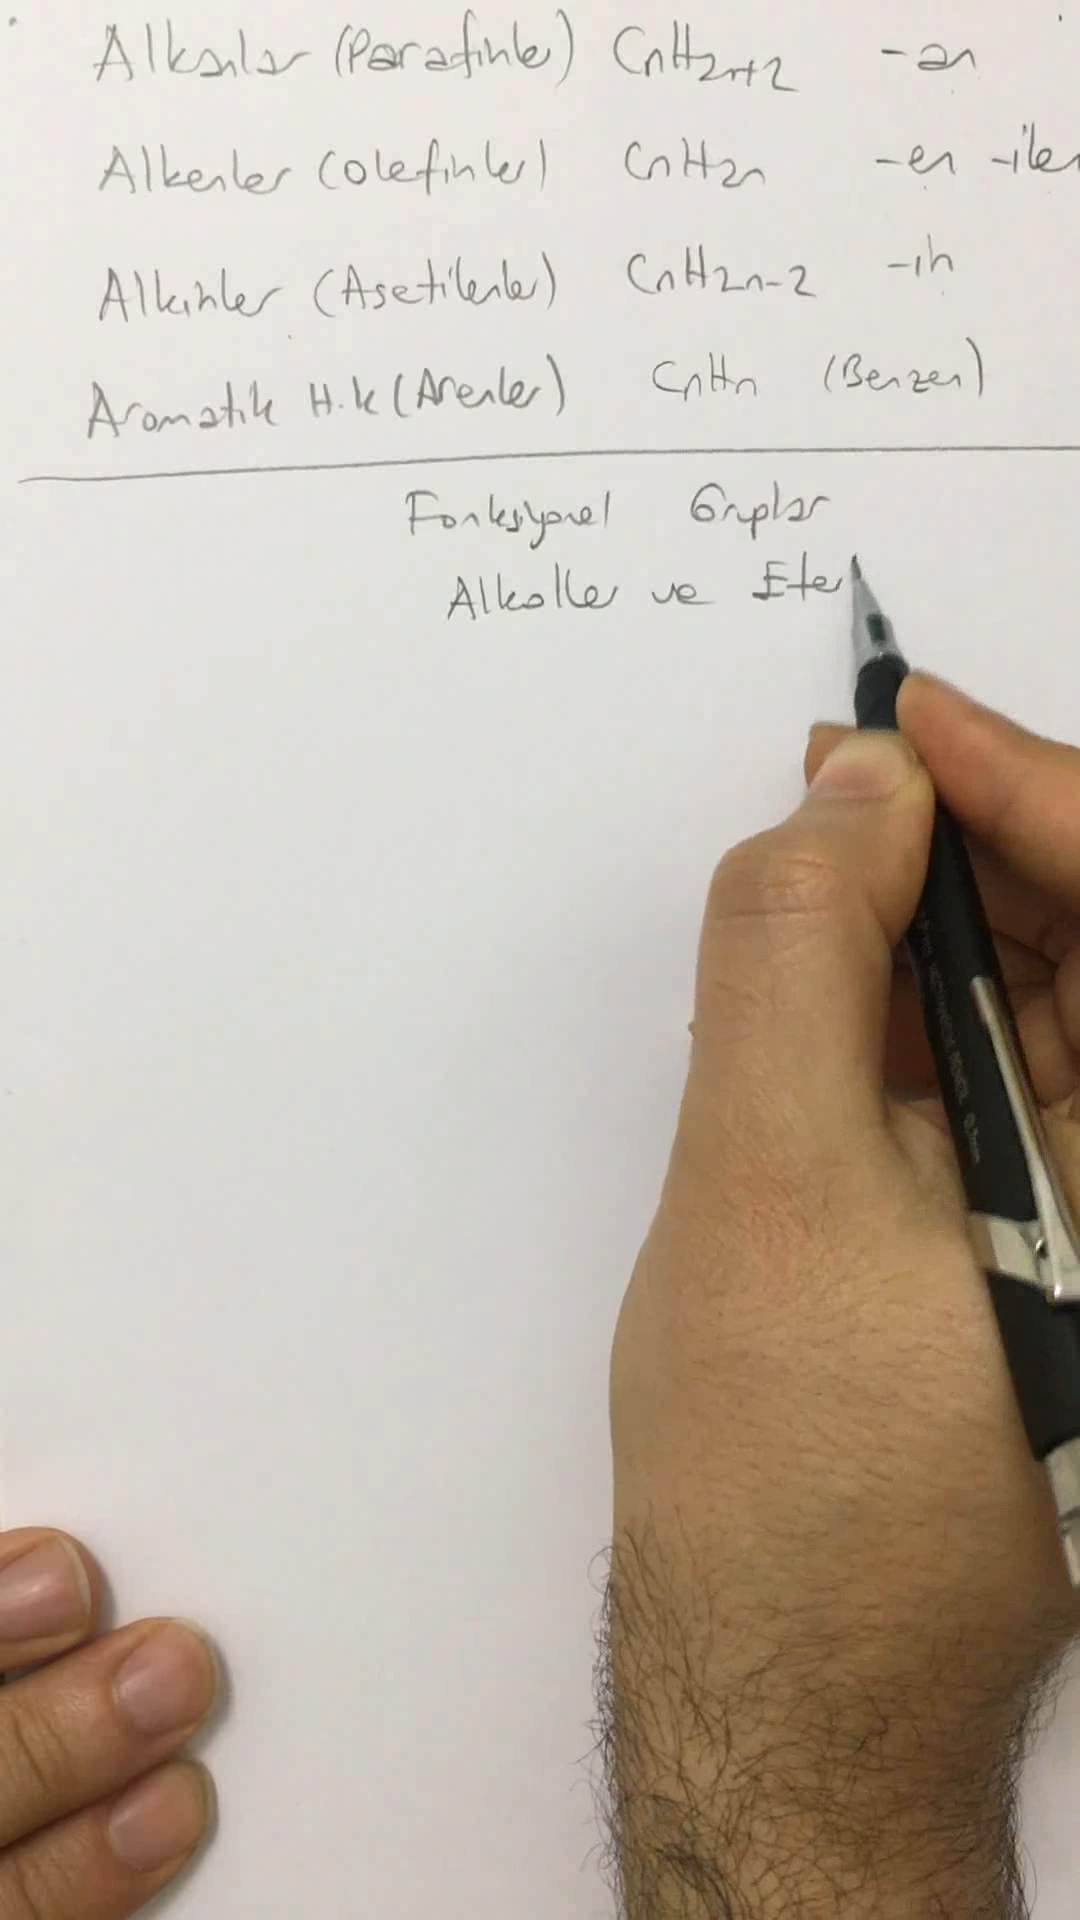 Alkanlar (Parafinler) CnH2n+2 -an
Alkenler (Olefinler) CnH2n -en -ilen
Alkinler (Asetilenler) CnH2n-2 -in
Aromatik H.K (Arenler) CnHn (Benzen)
Fonksiyonel Gruplar
Alkoller ve Eter